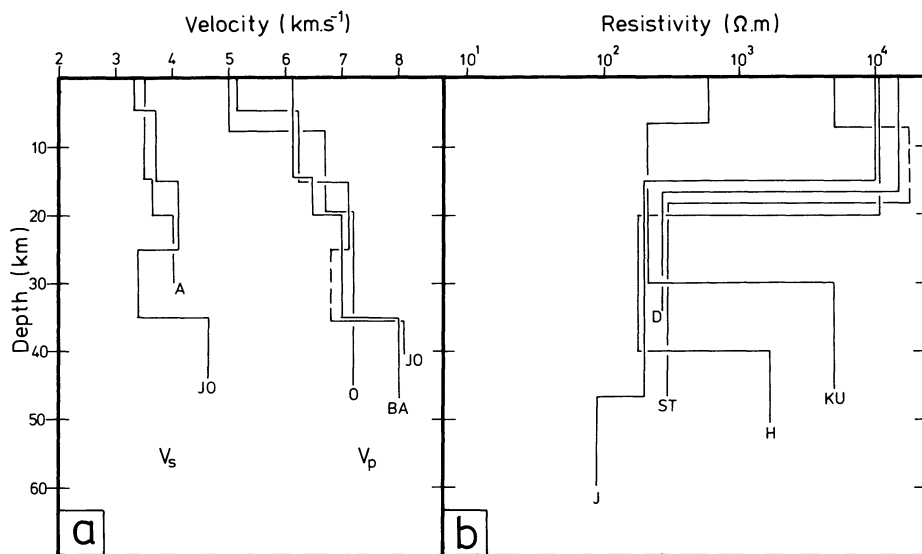 Velocity (km.s⁻¹)
2 3 4 5 6 7 8
Resistivity (Ω.m)
10¹ 10² 10³ 10⁴
Depth (km)
10
20
30
40
50
60
A
JO
JO
O
BA
Vs
Vp
a
D
ST
KU
H
J
b